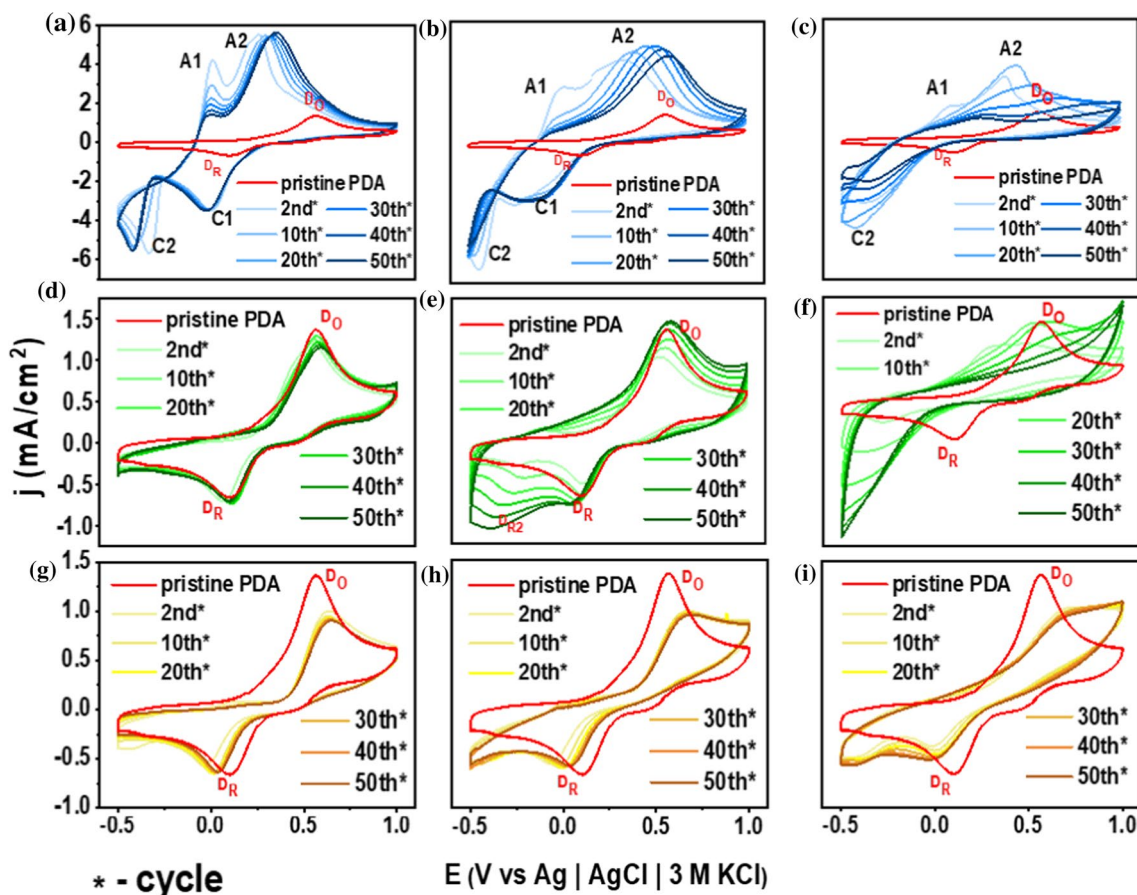 (a)
A1
A2
D_O
D_R
C1
C2
pristine PDA
2nd*
10th*
20th*
30th*
40th*
50th*
6
4
2
0
-2
-4
-6
(b)
A1
A2
D_O
D_R
C1
C2
pristine PDA
2nd*
10th*
20th*
30th*
40th*
50th*
(c)
A1
A2
D_O
D_R
C2
pristine PDA
2nd*
10th*
20th*
30th*
40th*
50th*
(d)
D_O
pristine PDA
2nd*
10th*
20th*
30th*
40th*
50th*
D_R
1.5
1.0
0.5
0.0
-0.5
-1.0
j (mA/cm²)
(e)
D_O
pristine PDA
2nd*
10th*
20th*
30th*
40th*
50th*
D_R2
D_R
(f)
D_O
pristine PDA
2nd*
10th*
20th*
30th*
40th*
50th*
D_R
(g)
D_O
pristine PDA
2nd*
10th*
20th*
30th*
40th*
50th*
D_R
1.5
1.0
0.5
0.0
-0.5
-1.0
-0.5
0.0
0.5
1.0
(h)
D_O
pristine PDA
2nd*
10th*
20th*
30th*
40th*
50th*
D_R
-0.5
0.0
0.5
1.0
(i)
D_O
pristine PDA
2nd*
10th*
20th*
30th*
40th*
50th*
D_R
-0.5
0.0
0.5
1.0
* - cycle
E (V vs Ag | AgCl | 3 M KCl)